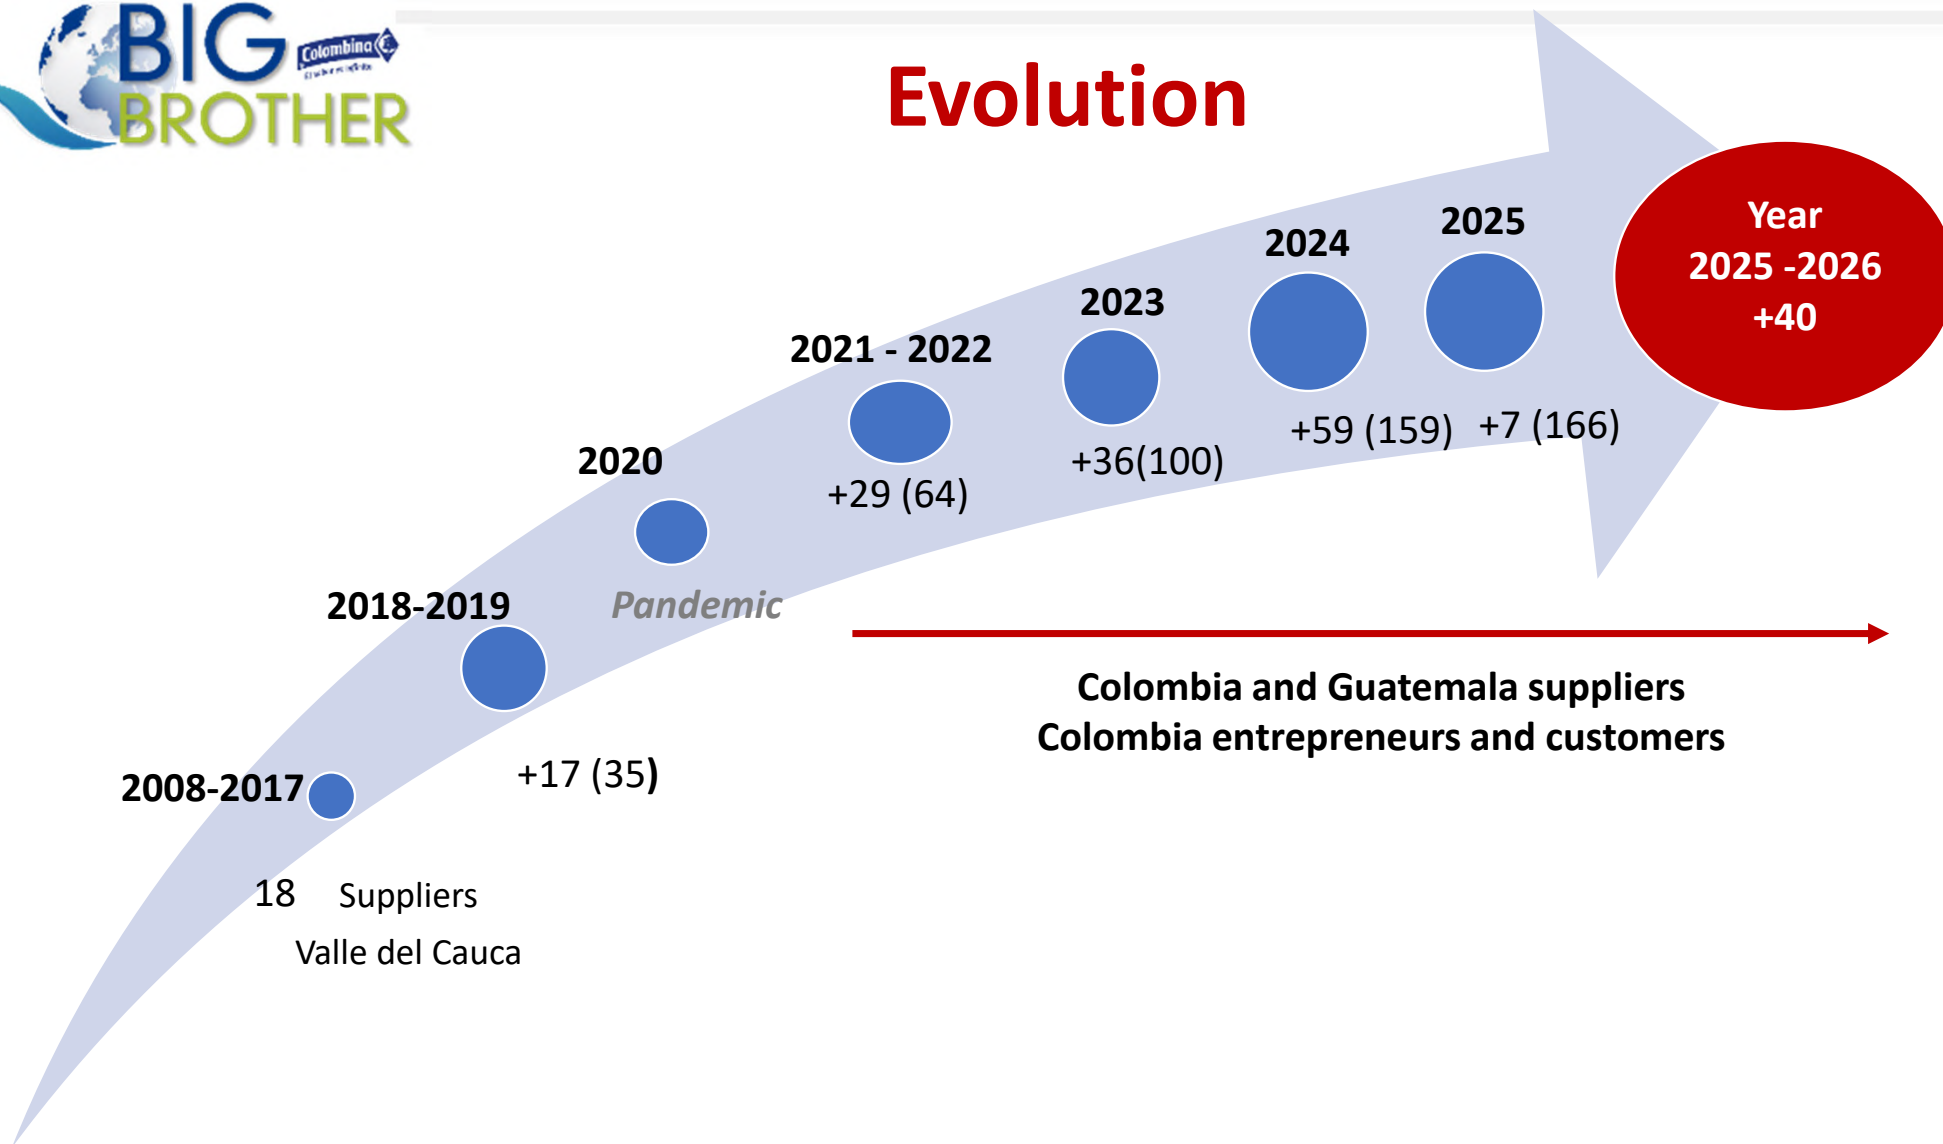 BIG
Colombina
BROTHER
Evolution
2008-2017
18 Suppliers
Valle del Cauca
2018-2019
+17 (35)
2020
Pandemic
2021 - 2022
+29 (64)
2023
+36(100)
2024
+59 (159)
2025
+7 (166)
Year
2025 -2026
+40
Colombia and Guatemala suppliers
Colombia entrepreneurs and customers